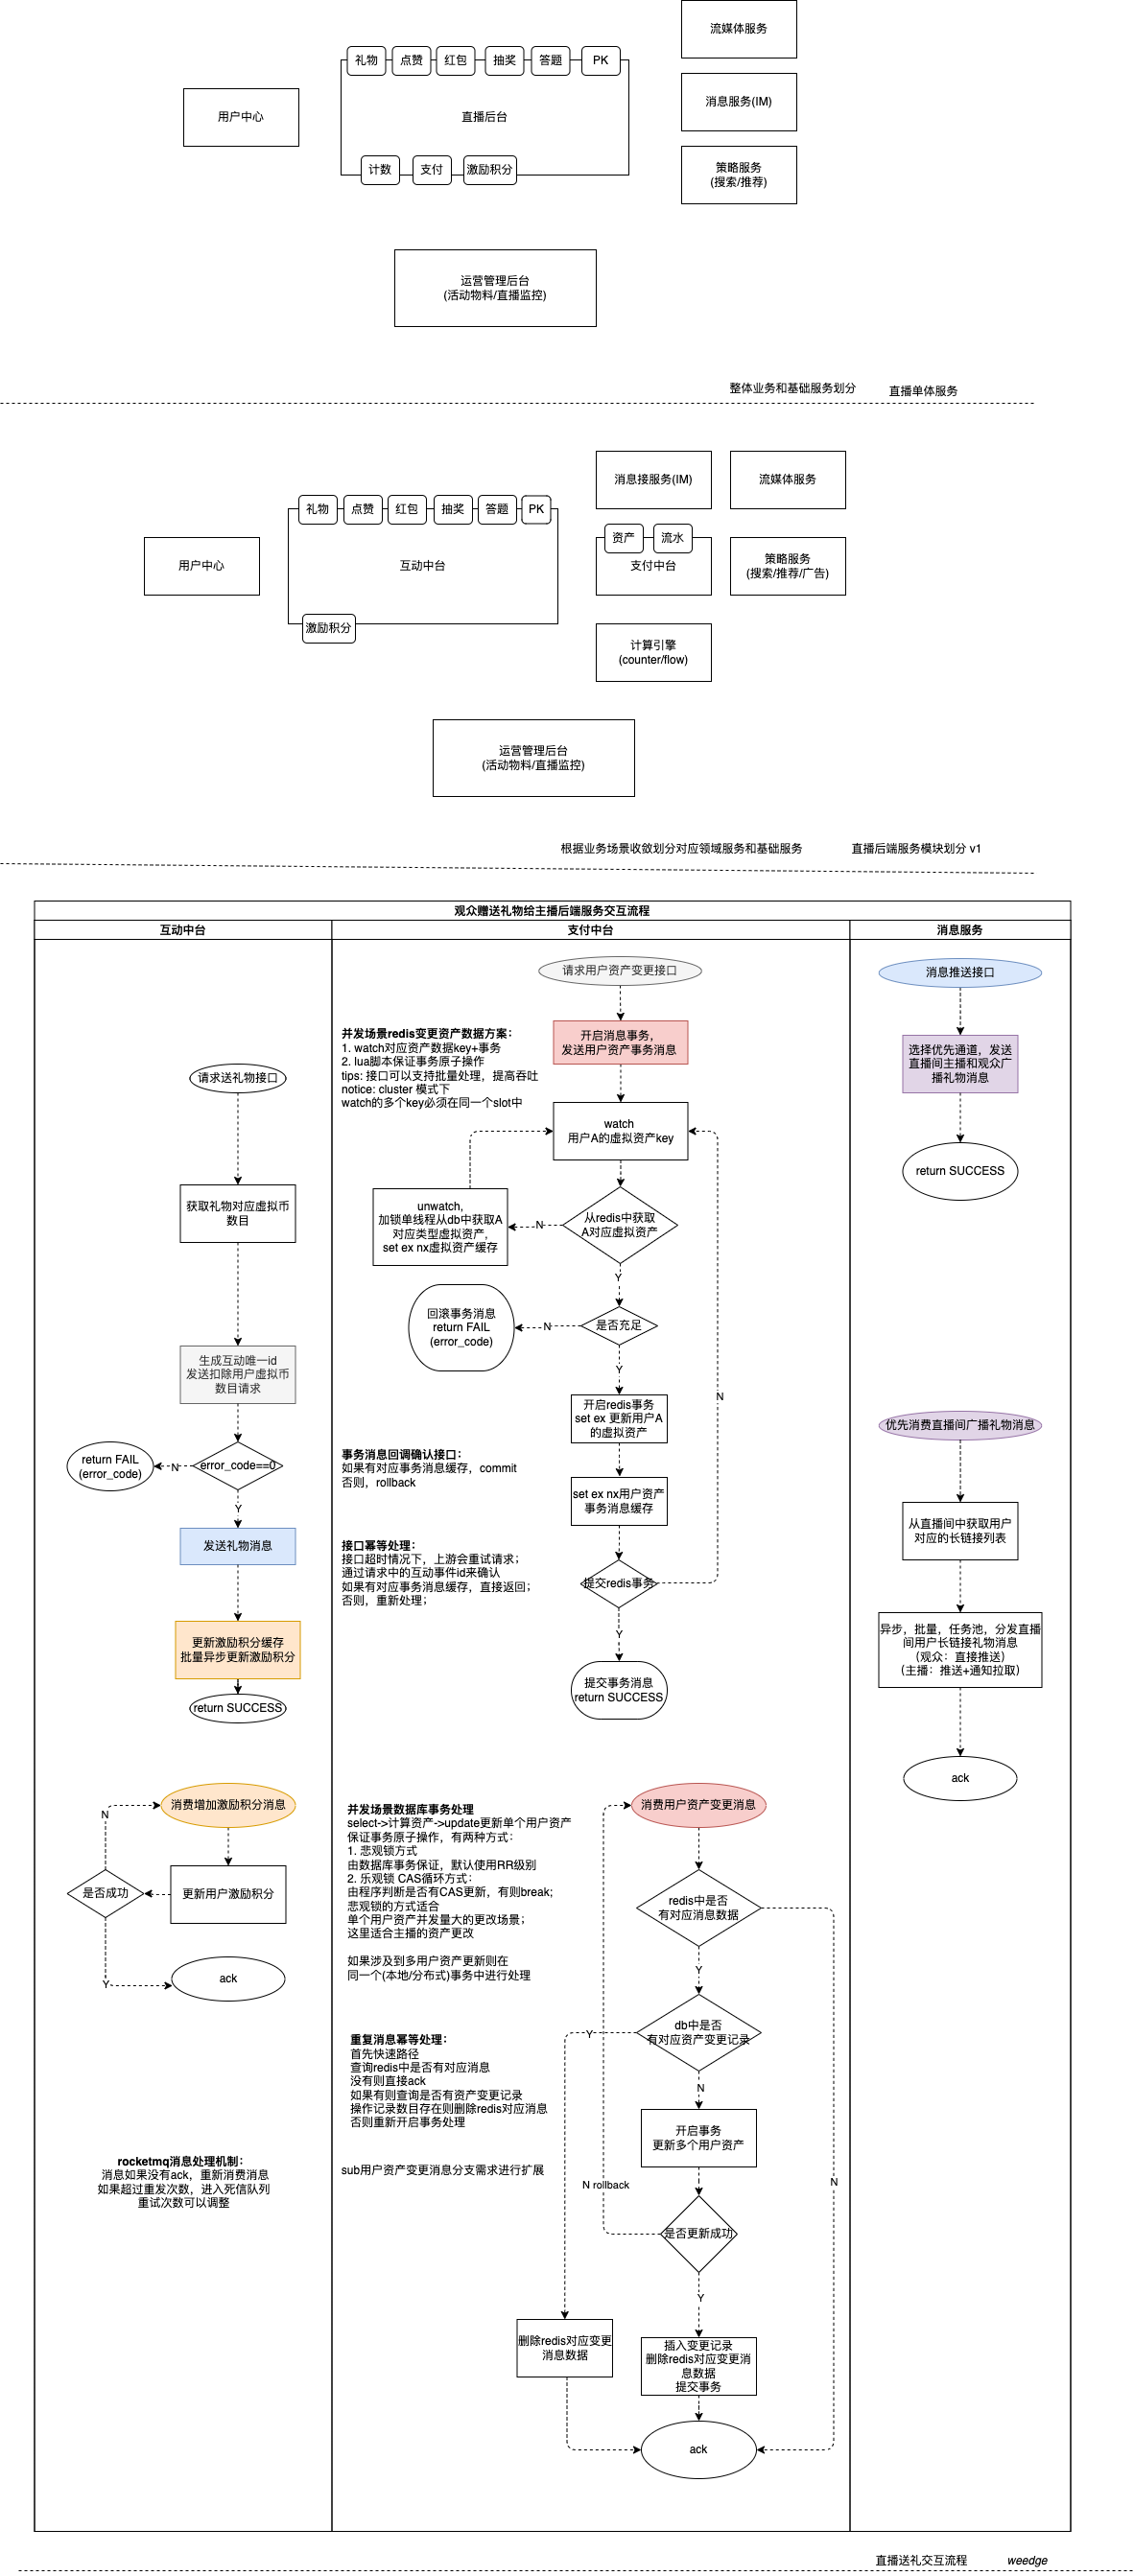 流媒体服务
礼物
点赞
红包
抽奖
答题
PK
消息服务(IM)
用户中心
直播后台
策略服务
(搜索/推荐)
计数
支付
激励积分
运营管理后台
(活动物料/直播监控)
整体业务和基础服务划分
直播单体服务
消息接服务(IM)
流媒体服务
礼物
点赞
红包
抽奖
答题
PK
资产
流水
用户中心
互动中台
支付中台
策略服务
(搜索/推荐/广告)
激励积分
计算引擎
(counter/flow)
运营管理后台
(活动物料/直播监控)
根据业务场景收敛划分对应领域服务和基础服务
直播后端服务模块划分 v1
观众赠送礼物给主播后端服务交互流程
互动中台
支付中台
消息服务
请求送礼物接口
获取礼物对应虚拟币
数目
生成互动唯一id
发送扣除用户虚拟币
数目请求
error_code==0
N
return FAIL
(error_code)
Y
发送礼物消息
更新激励积分缓存
批量异步更新激励积分
return SUCCESS
消费增加激励积分消息
N
是否成功
更新用户激励积分
Y
ack
rocketmq消息处理机制：
消息如果没有ack，重新消费消息
如果超过重发次数，进入死信队列
重试次数可以调整
请求用户资产变更接口
开启消息事务，
发送用户资产事务消息
并发场景redis变更资产数据方案：
1. watch对应资产数据key+事务
2. lua脚本保证事务原子操作
tips: 接口可以支持批量处理，提高吞吐
notice: cluster 模式下
watch的多个key必须在同一个slot中
watch
用户A的虚拟资产key
unwatch,
加锁单线程从db中获取A
对应类型虚拟资产，
set ex nx虚拟资产缓存
N
从redis中获取
A对应虚拟资产
Y
回滚事务消息
return FAIL
(error_code)
N
是否充足
Y
开启redis事务
set ex 更新用户A
的虚拟资产
N
事务消息回调确认接口：
如果有对应事务消息缓存，commit
否则，rollback
set ex nx用户资产
事务消息缓存
接口幂等处理：
接口超时情况下，上游会重试请求；
通过请求中的互动事件id来确认
如果有对应事务消息缓存，直接返回；
否则，重新处理；
提交redis事务
Y
提交事务消息
return SUCCESS
消费用户资产变更消息
并发场景数据库事务处理
select->计算资产->update更新单个用户资产
保证事务原子操作，有两种方式：
1. 悲观锁方式
由数据库事务保证，默认使用RR级别
2. 乐观锁 CAS循环方式：
由程序判断是否有CAS更新，有则break;
悲观锁的方式适合
单个用户资产并发量大的更改场景；
这里适合主播的资产更改
如果涉及到多用户资产更新则在
同一个(本地/分布式)事务中进行处理
redis中是否
有对应消息数据
Y
db中是否
有对应资产变更记录
Y
重复消息幂等处理：
首先快速路径
查询redis中是否有对应消息
没有则直接ack
如果有则查询是否有资产变更记录
操作记录数目存在则删除redis对应消息
否则重新开启事务处理
N
开启事务
更新多个用户资产
sub用户资产变更消息分支需求进行扩展
N rollback
N
是否更新成功
Y
删除redis对应变更
消息数据
插入变更记录
删除redis对应变更消
息数据
提交事务
ack
消息推送接口
选择优先通道，发送
直播间主播和观众广
播礼物消息
return SUCCESS
优先消费直播间广播礼物消息
从直播间中获取用户
对应的长链接列表
异步，批量，任务池，分发直播
间用户长链接礼物消息
（观众：直接推送）
（主播：推送+通知拉取）
ack
直播送礼交互流程
weedge